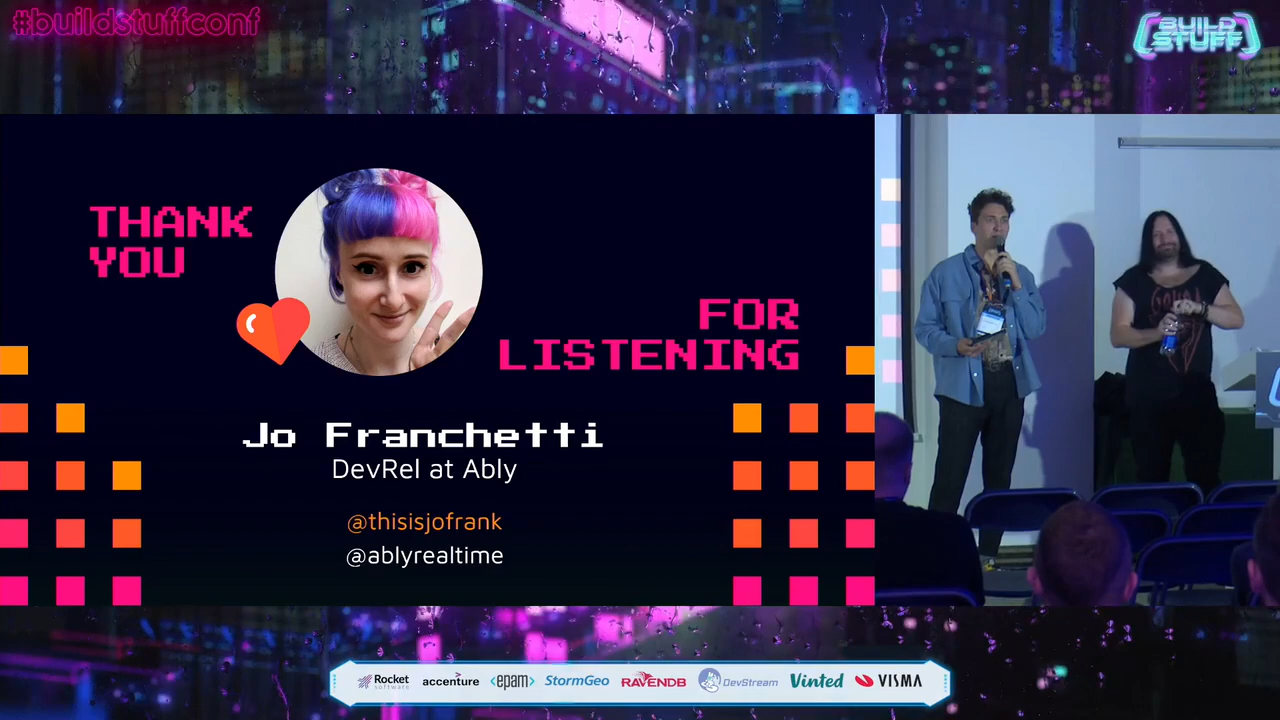 #buildstuffconf
BUILD
STUFF
THANK
YOU
FOR
LISTENING
Jo Franchetti
DevRel at Ably
@thisisjofrank
@ablyrealtime
Rocket
software
accenture
<epam>
StormGeo
RAVENDB
DevStream
Vinted
VISMA